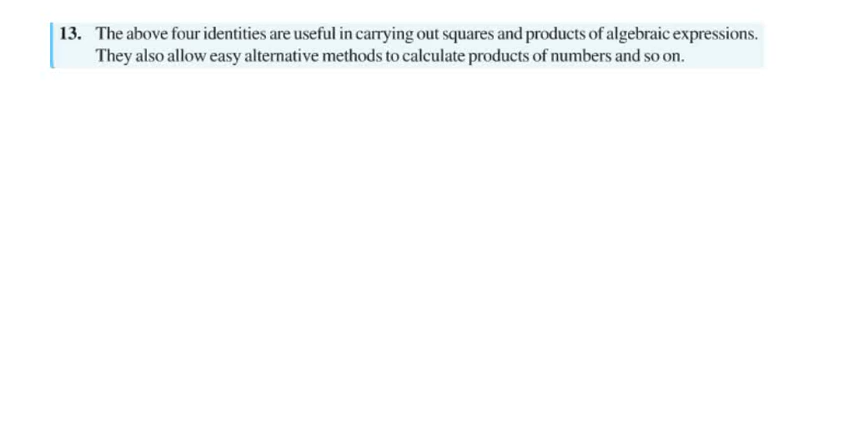 13. The above four identities are useful in carrying out squares and products of algebraic expressions.
They also allow easy alternative methods to calculate products of numbers and so on.